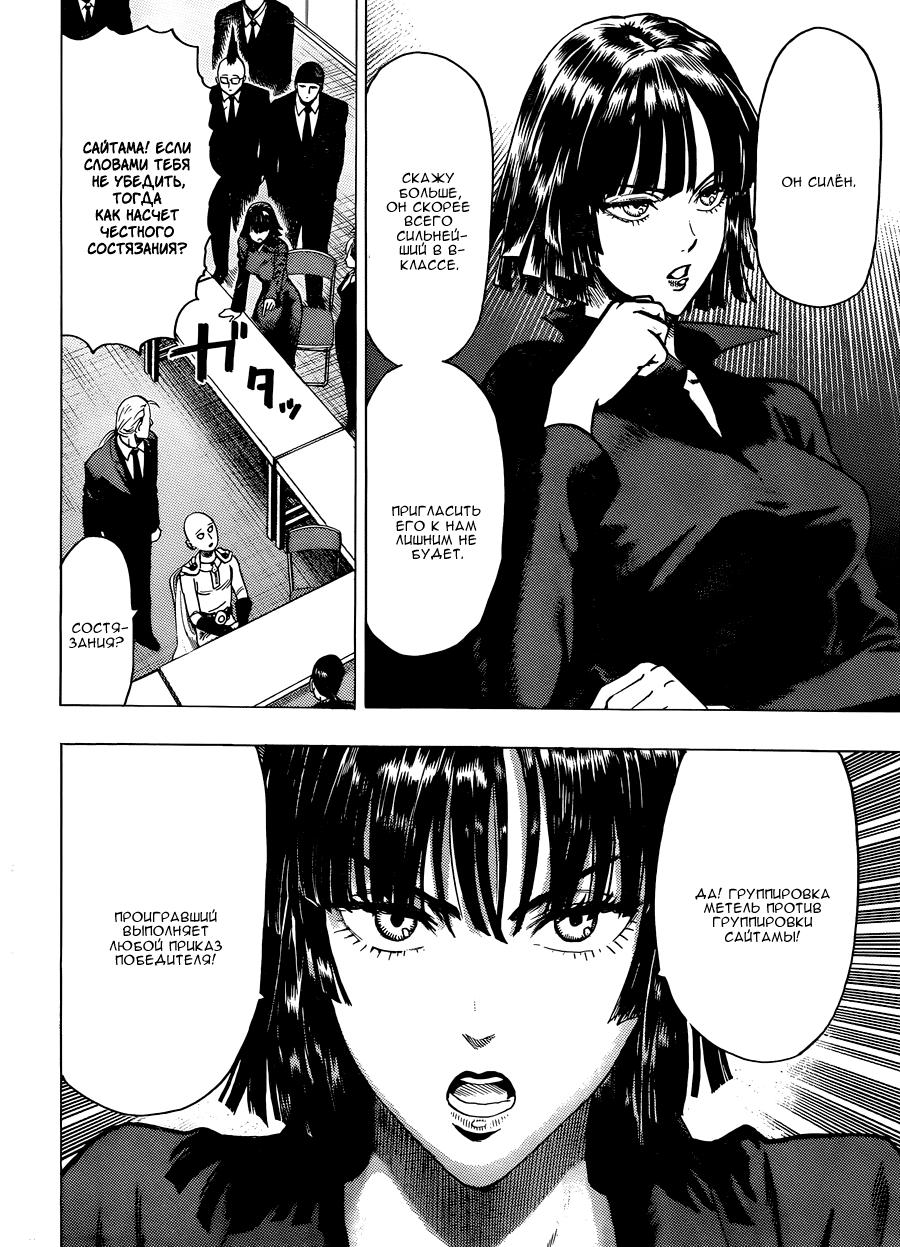 ОН СИЛЁН.
СКАЖУ
БОЛЬШЕ,
ОН СКОРЕЕ
ВСЕГО
СИЛЬНЕЙ-
ШИЙ В B-
КЛАССЕ.
ПРИГЛАСИТЬ
ЕГО К НАМ
ЛИШНИМ НЕ
БУДЕТ.
САЙТАМА! ЕСЛИ
СЛОВАМИ ТЕБЯ
НЕ УБЕДИТЬ,
ТОГДА
КАК НАСЧЕТ
ЧЕСТНОГО
СОСТЯЗАНИЯ?
ガタッ
СОСТЯ-
ЗАНИЯ?
ДА! ГРУППИРОВКА
МЕТЕЛЬ ПРОТИВ
ГРУППИРОВКИ
САЙТАМЫ!
ПРОИГРАВШИЙ
ВЫПОЛНЯЕТ
ЛЮБОЙ ПРИКАЗ
ПОБЕДИТЕЛЯ!